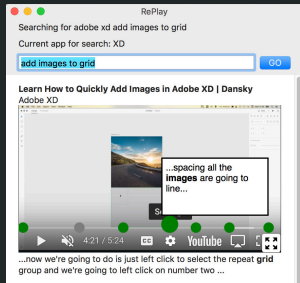 RePlay
Searching for adobe xd add images to grid
Current app for search: XD
add images to grid
GO
Learn How to Quickly Add Images in Adobe XD | Dansky
Adobe XD
...spacing all the
images are going to
line...
4:21 / 5:24
CC
YouTube
...now we're going to do is just left click to select the repeat grid
group and we're going to left click on number two ...